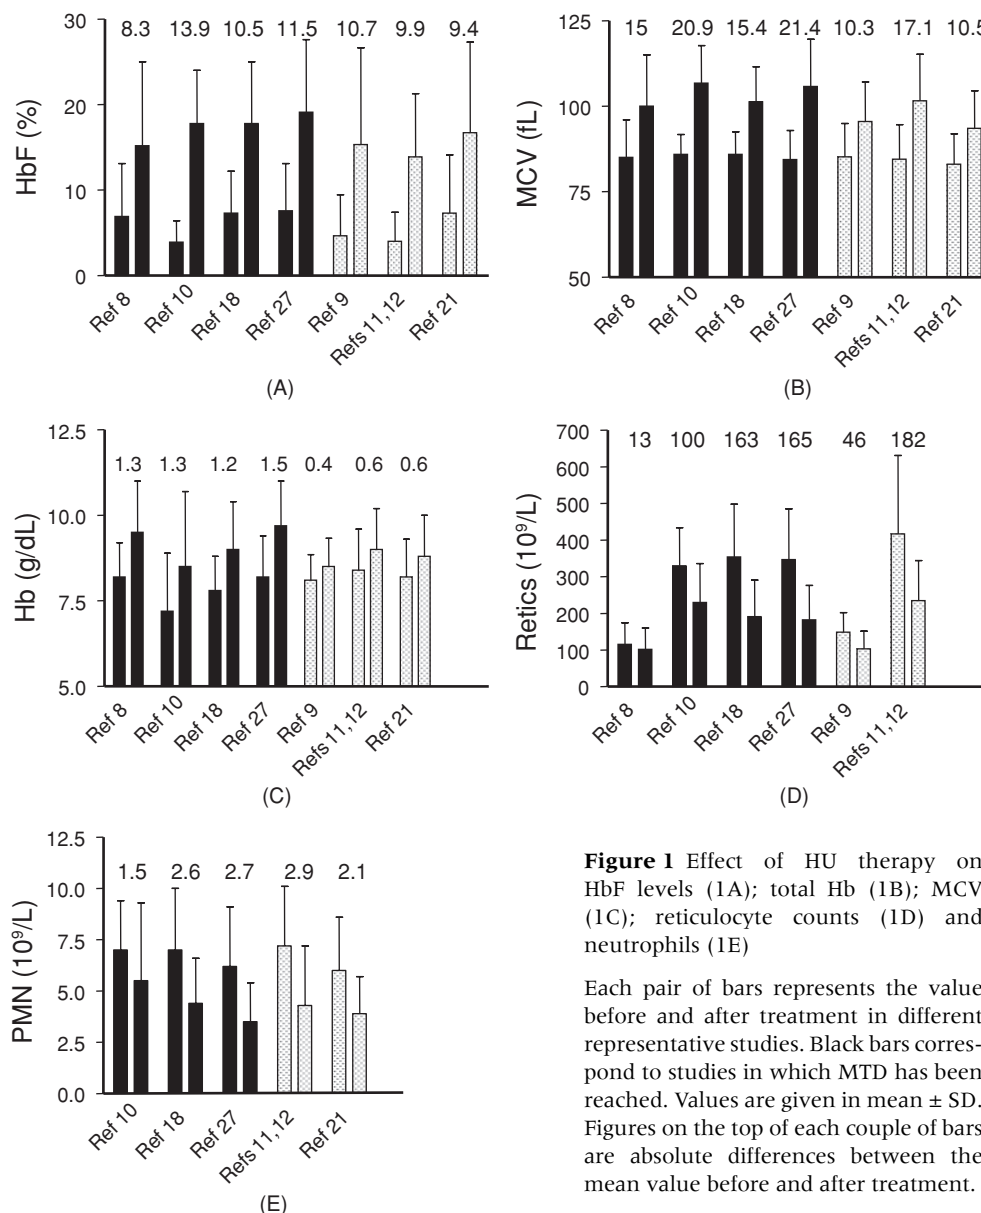 30
8.3 13.9 10.5 11.5 10.7 9.9 9.4
20
HbF (%)
10
0
Ref 8 Ref 10 Ref 18 Ref 27 Ref 9 Refs 11, 12 Ref 21
(A)
125
15 20.9 15.4 21.4 10.3 17.1 10.5
100
MCV (fL)
75
50
Ref 8 Ref 10 Ref 18 Ref 27 Ref 9 Refs 11, 12 Ref 21
(B)
12.5
1.3 1.3 1.2 1.5 0.4 0.6 0.6
10.0
Hb (g/dL)
7.5
5.0
Ref 8 Ref 10 Ref 18 Ref 27 Ref 9 Refs 11, 12 Ref 21
(C)
700
13 100 163 165 46 182
600
500
400
Retics (10⁹/L)
300
200
100
0
Ref 8 Ref 10 Ref 18 Ref 27 Ref 9 Refs 11, 12
(D)
12.5
1.5 2.6 2.7 2.9 2.1
10.0
7.5
PMN (10⁹/L)
5.0
2.5
0.0
Ref 10 Ref 18 Ref 27 Refs 11, 12 Ref 21
(E)
Figure 1 Effect of HU therapy on
HbF levels (1A); total Hb (1B); MCV
(1C); reticulocyte counts (1D) and
neutrophils (1E)
Each pair of bars represents the value
before and after treatment in different
representative studies. Black bars corres-
pond to studies in which MTD has been
reached. Values are given in mean ± SD.
Figures on the top of each couple of bars
are absolute differences between the
mean value before and after treatment.